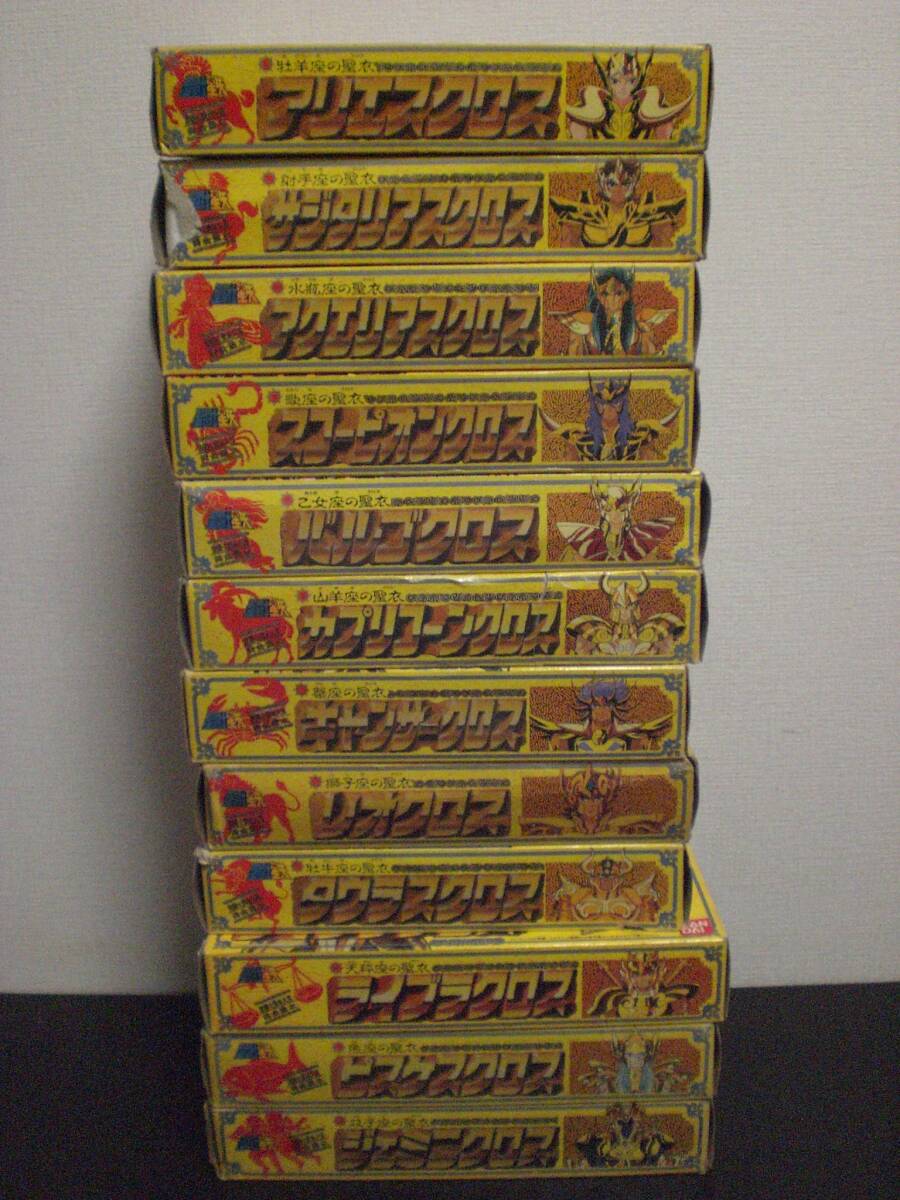 牡羊座の聖衣
アリエスクロス
射手座の聖衣
サジタリアスクロス
水瓶座の聖衣
アクエリアスクロス
蠍座の聖衣
スコーピオンクロス
乙女座の聖衣
バルゴクロス
山羊座の聖衣
カプリコーンクロス
蟹座の聖衣
キャンサークロス
獅子座の聖衣
リオクロス
牡牛座の聖衣
タウラスクロス
BANDAI
天秤座の聖衣
ライブラクロス
魚座の聖衣
ピスケスクロス
双子座の聖衣
ジェミニクロス